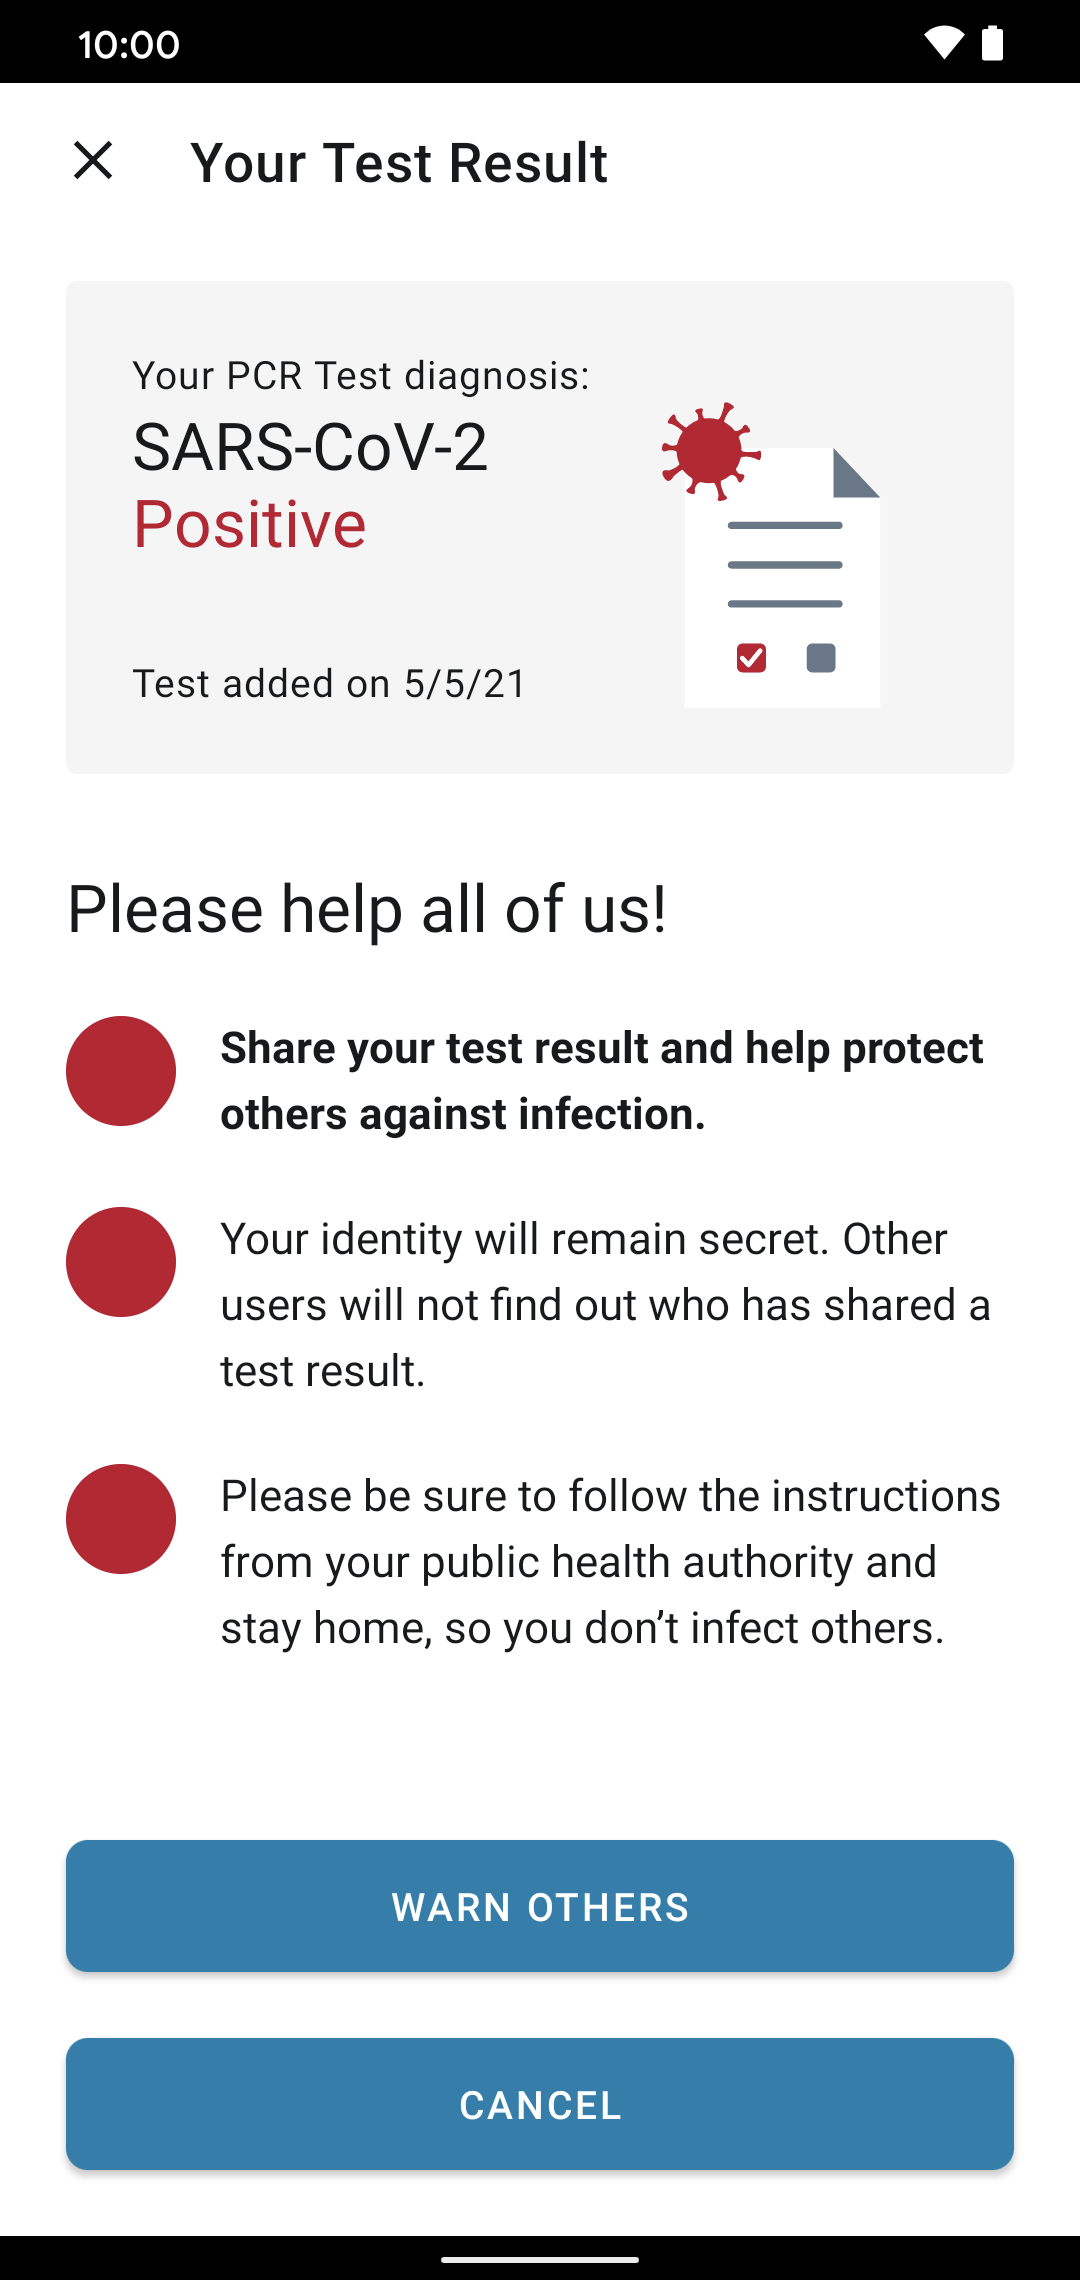 10:00
Your Test Result
Your PCR Test diagnosis:
SARS-CoV-2
Positive
Test added on 5/5/21
Please help all of us!
Share your test result and help protect
others against infection.
Your identity will remain secret. Other
users will not find out who has shared a
test result.
Please be sure to follow the instructions
from your public health authority and
stay home, so you don’t infect others.
WARN OTHERS
CANCEL